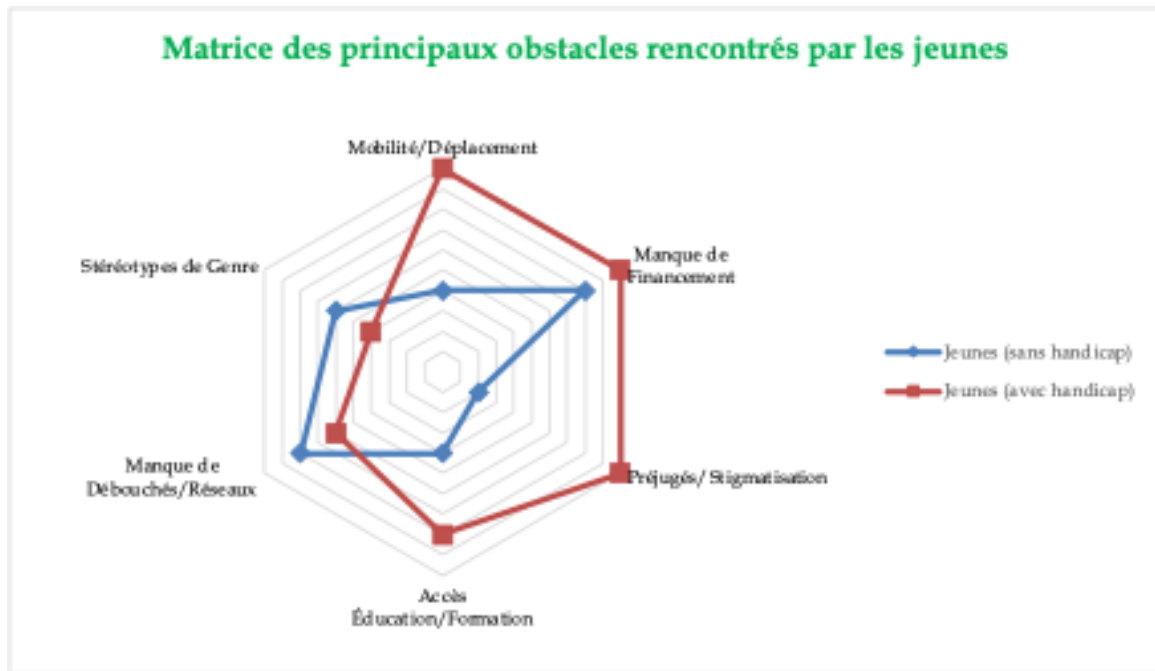 Matrice des principaux obstacles rencontrés par les jeunes
Mobilité/Déplacement
Manque de
Financement
Préjugés/ Stigmatisation
Accès
Éducation/Formation
Manque de
Débouchés/Réseaux
Stéréotypes de Genre
Jeunes (sans handicap)
Jeunes (avec handicap)